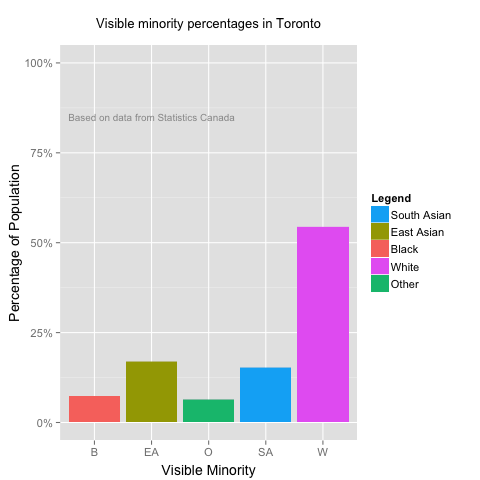 Visible minority percentages in Toronto
100%
75%
50%
25%
0%
Percentage of Population
Based on data from Statistics Canada
B EA O SA W
Visible Minority
Legend
South Asian
East Asian
Black
White
Other